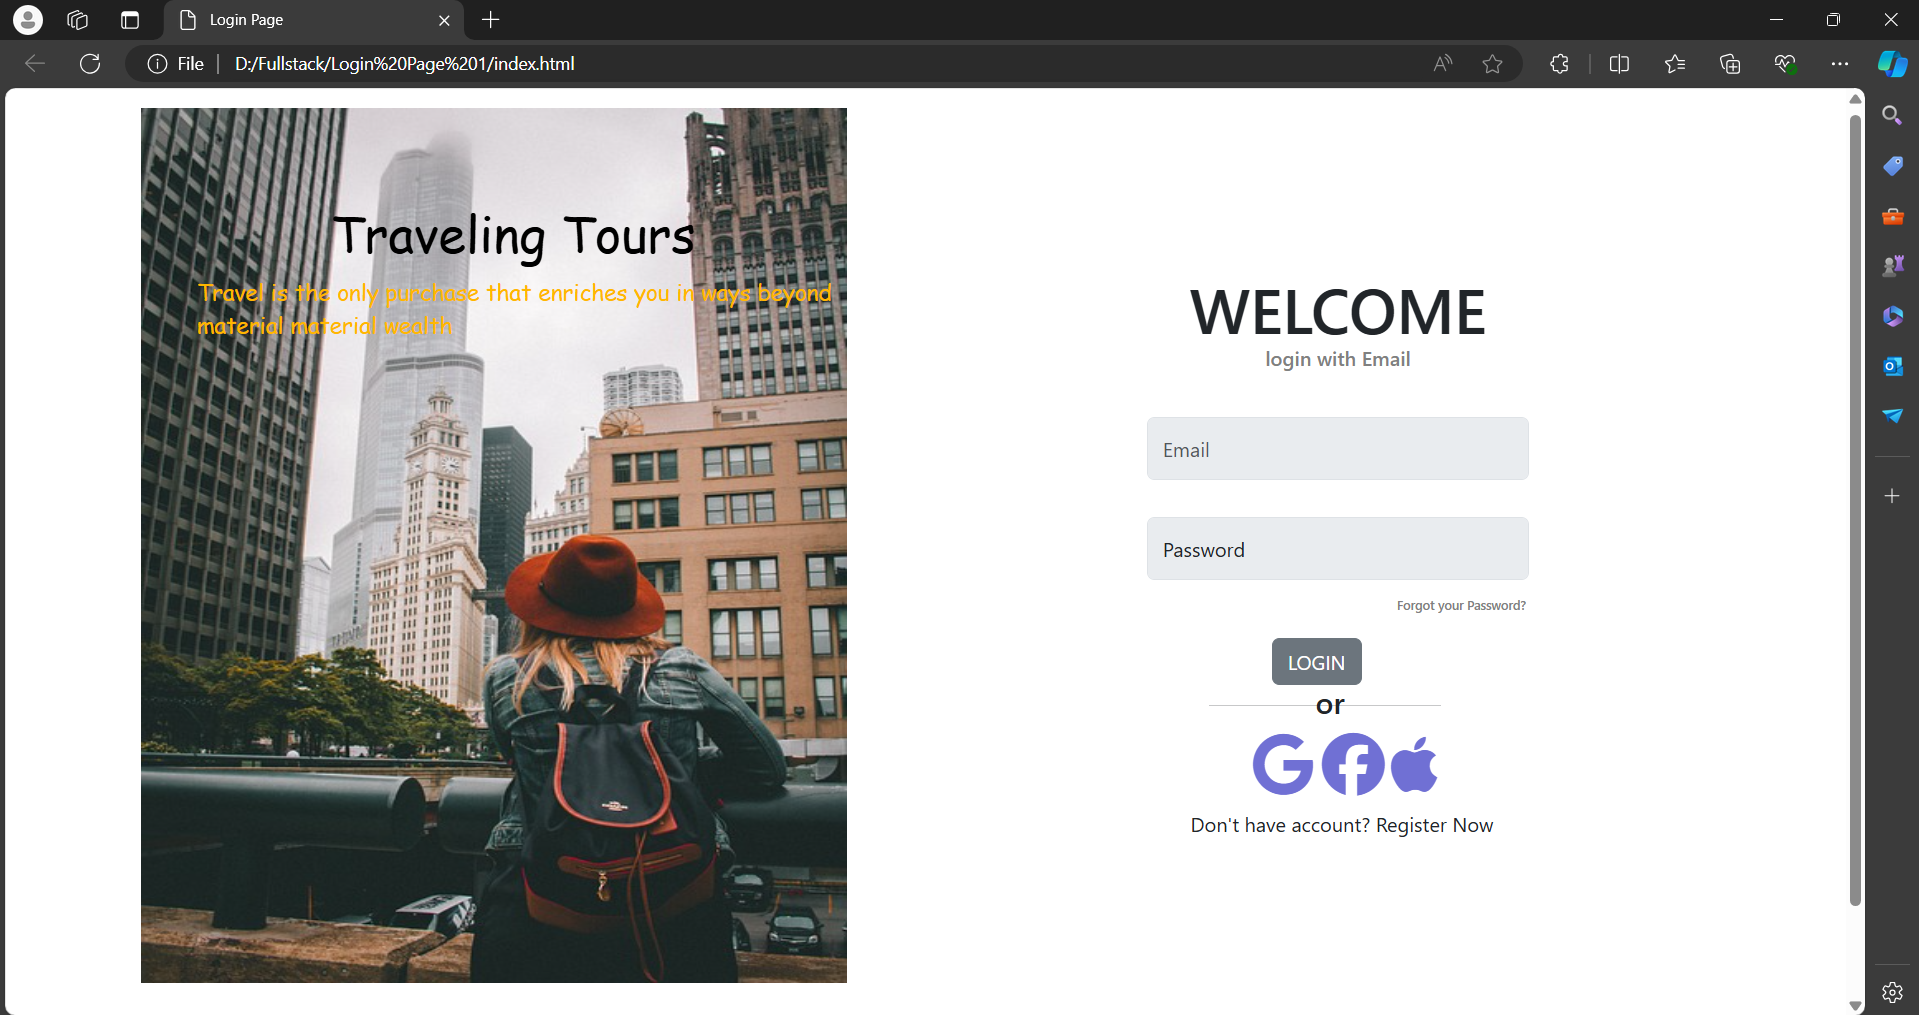 Login Page
File
D:/Fullstack/Login%20Page%201/index.html
Traveling Tours
Travel is the only purchase that enriches you in ways beyond
material material wealth
WELCOME
login with Email
Email
Password
Forgot your Password?
LOGIN
or
Don't have account? Register Now